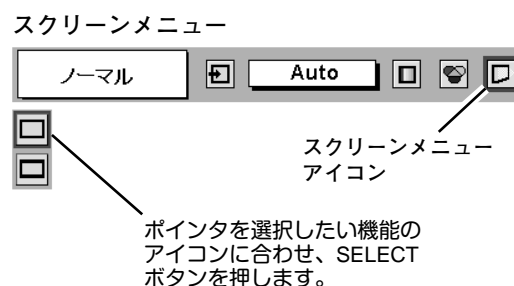 スクリーンメニュー
ノーマル
Auto
スクリーンメニュー
アイコン
ポインタを選択したい機能の
アイコンに合わせ、SELECT
ボタンを押します。